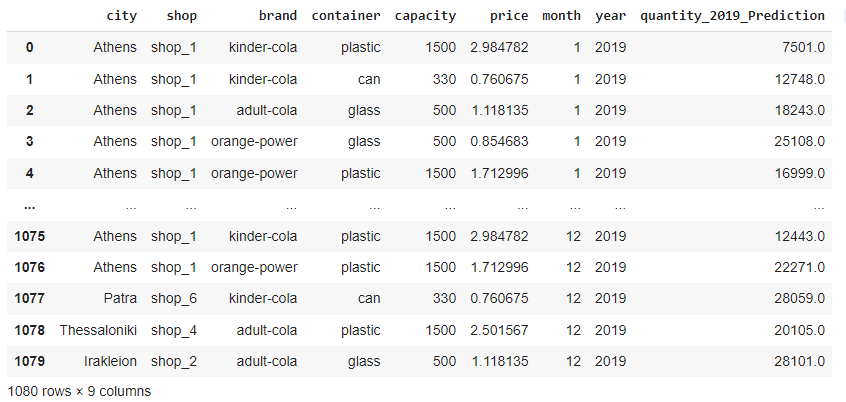 city shop brand container capacity price month year quantity_2019_Prediction
0 Athens shop_1 kinder-cola plastic 1500 2.984782 1 2019 7501.0
1 Athens shop_1 kinder-cola can 330 0.760675 1 2019 12748.0
2 Athens shop_1 adult-cola glass 500 1.118135 1 2019 18243.0
3 Athens shop_1 orange-power glass 500 0.854683 1 2019 25108.0
4 Athens shop_1 orange-power plastic 1500 1.712996 1 2019 16999.0
... ... ... ... ... ... ... ... ... ...
1075 Athens shop_1 kinder-cola plastic 1500 2.984782 12 2019 12443.0
1076 Athens shop_1 orange-power plastic 1500 1.712996 12 2019 22271.0
1077 Patra shop_6 kinder-cola can 330 0.760675 12 2019 28059.0
1078 Thessaloniki shop_4 adult-cola plastic 1500 2.501567 12 2019 20105.0
1079 Irakleion shop_2 adult-cola glass 500 1.118135 12 2019 28101.0
1080 rows × 9 columns